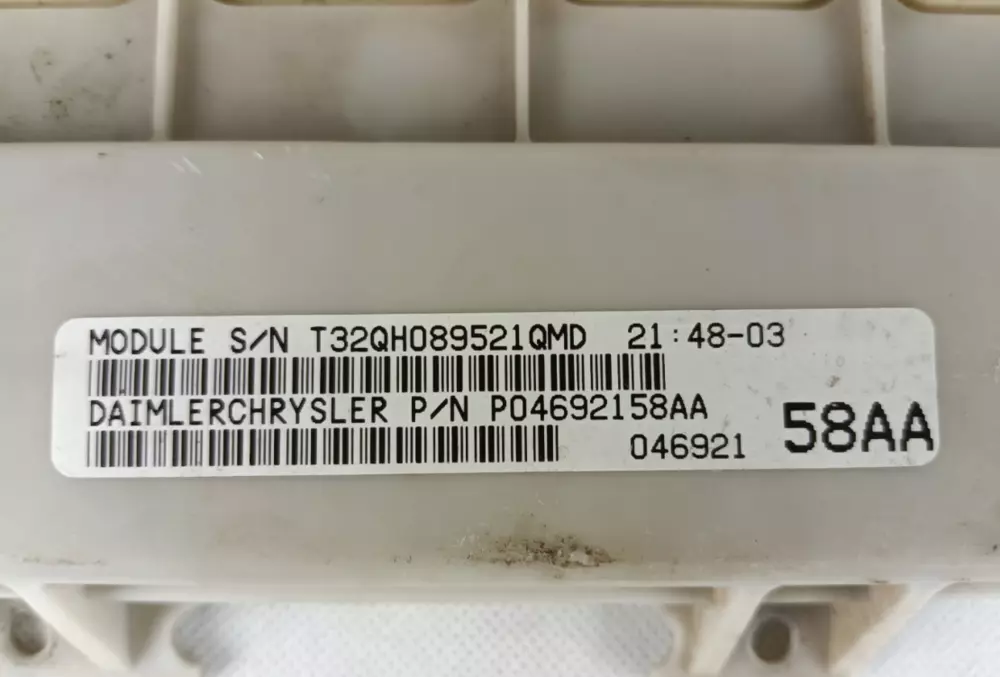 MODULE S/N T32QH089521QMD 21:48-03
DAIMLERCHRYSLER P/N P04692158AA
046921 58AA